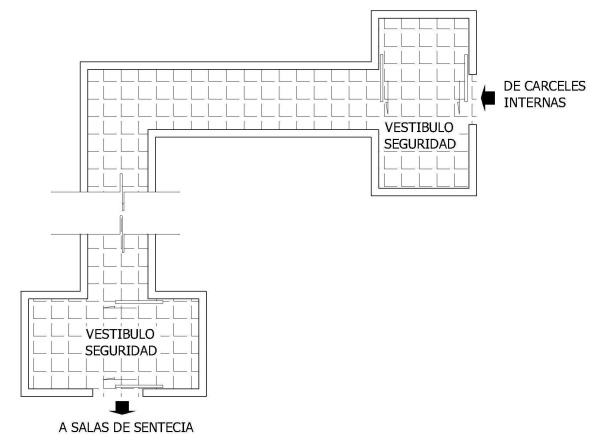 DE CARCELES
INTERNAS
VESTIBULO
SEGURIDAD
VESTIBULO
SEGURIDAD
A SALAS DE SENTECIA